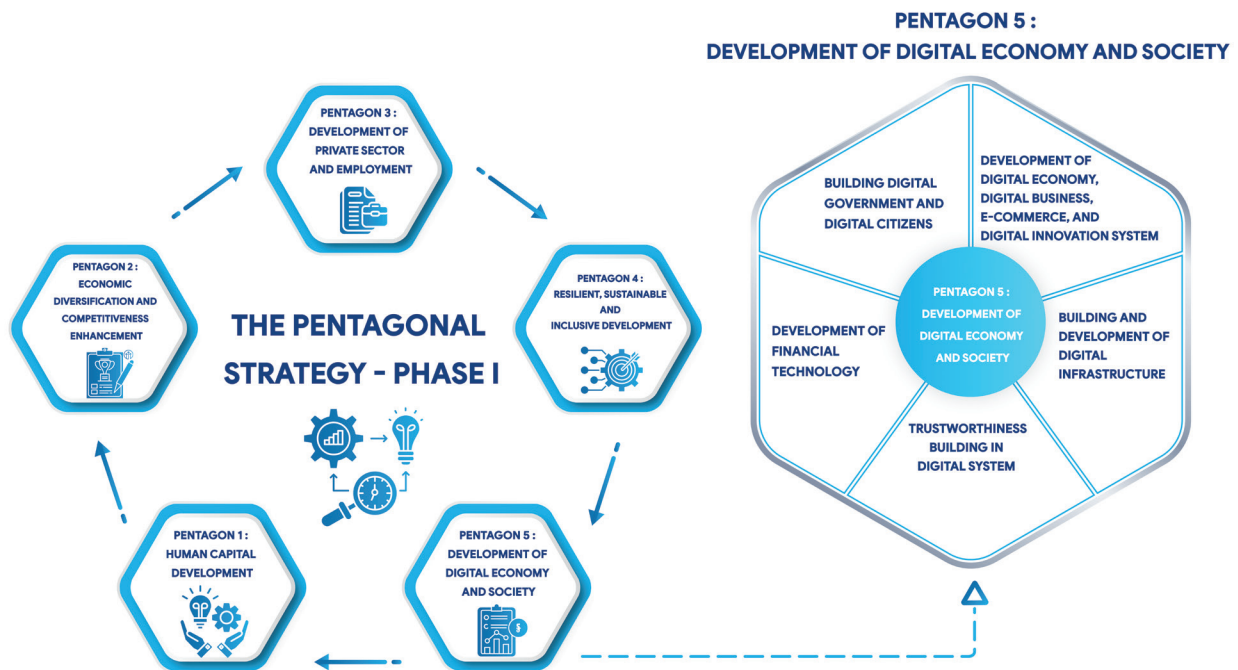 PENTAGON 5 :
DEVELOPMENT OF DIGITAL ECONOMY AND SOCIETY
PENTAGON 3 :
DEVELOPMENT OF
PRIVATE SECTOR
AND EMPLOYMENT
PENTAGON 2 :
ECONOMIC
DIVERSIFICATION AND
COMPETITIVENESS
ENHANCEMENT
PENTAGON 4 :
RESILIENT, SUSTAINABLE
AND
INCLUSIVE DEVELOPMENT
THE PENTAGONAL
STRATEGY - PHASE I
PENTAGON 1 :
HUMAN CAPITAL
DEVELOPMENT
PENTAGON 5 :
DEVELOPMENT OF
DIGITAL ECONOMY
AND SOCIETY
$
BUILDING DIGITAL
GOVERNMENT AND
DIGITAL CITIZENS
DEVELOPMENT OF
DIGITAL ECONOMY,
DIGITAL BUSINESS,
E-COMMERCE, AND
DIGITAL INNOVATION SYSTEM
PENTAGON 5 :
DEVELOPMENT OF
DIGITAL ECONOMY
AND SOCIETY
DEVELOPMENT OF
FINANCIAL
TECHNOLOGY
BUILDING AND
DEVELOPMENT OF
DIGITAL
INFRASTRUCTURE
TRUSTWORTHINESS
BUILDING IN
DIGITAL SYSTEM